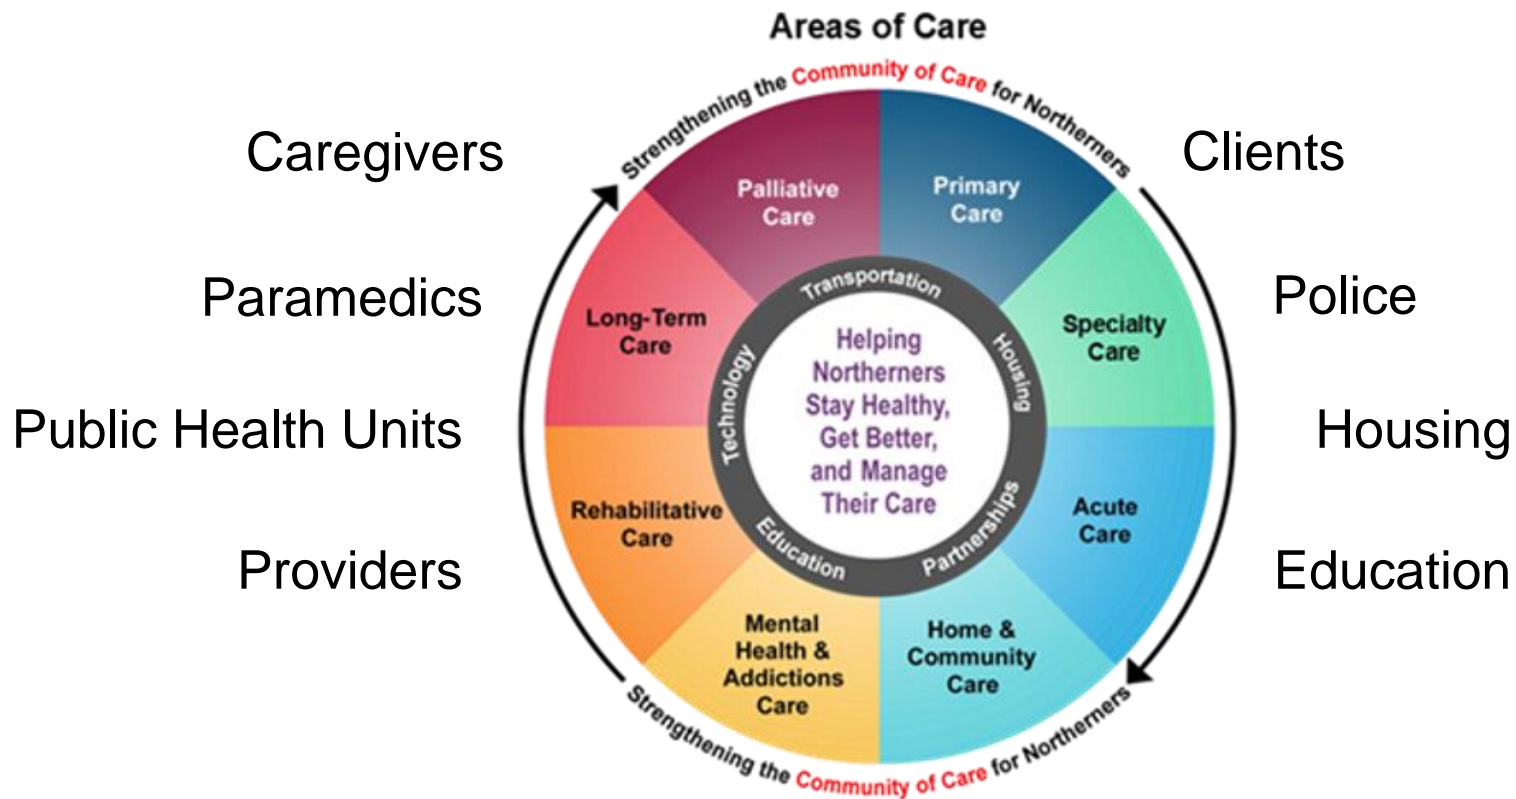 Areas of Care
Strengthening the Community of Care for Northerners
Caregivers
Paramedics
Public Health Units
Providers
Clients
Police
Housing
Education
Primary
Care
Specialty
Care
Acute
Care
Home &
Community
Care
Mental
Health &
Addictions
Care
Rehabilitative
Care
Long-Term
Care
Palliative
Care
Transportation
Housing
Partnerships
Education
Technology
Helping
Northerners
Stay Healthy,
Get Better,
and Manage
Their Care
Strengthening the Community of Care for Northerners